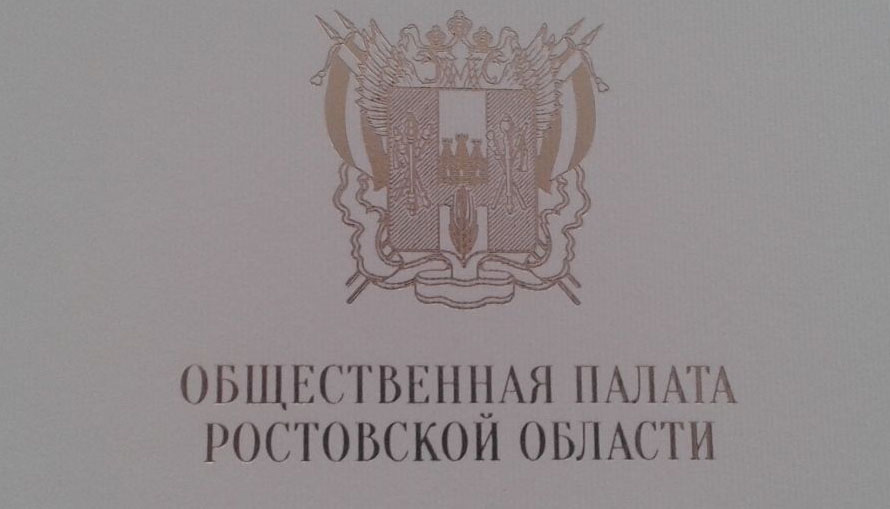 ОБЩЕСТВЕННАЯ ПАЛАТА
РОСТОВСКОЙ ОБЛАСТИ